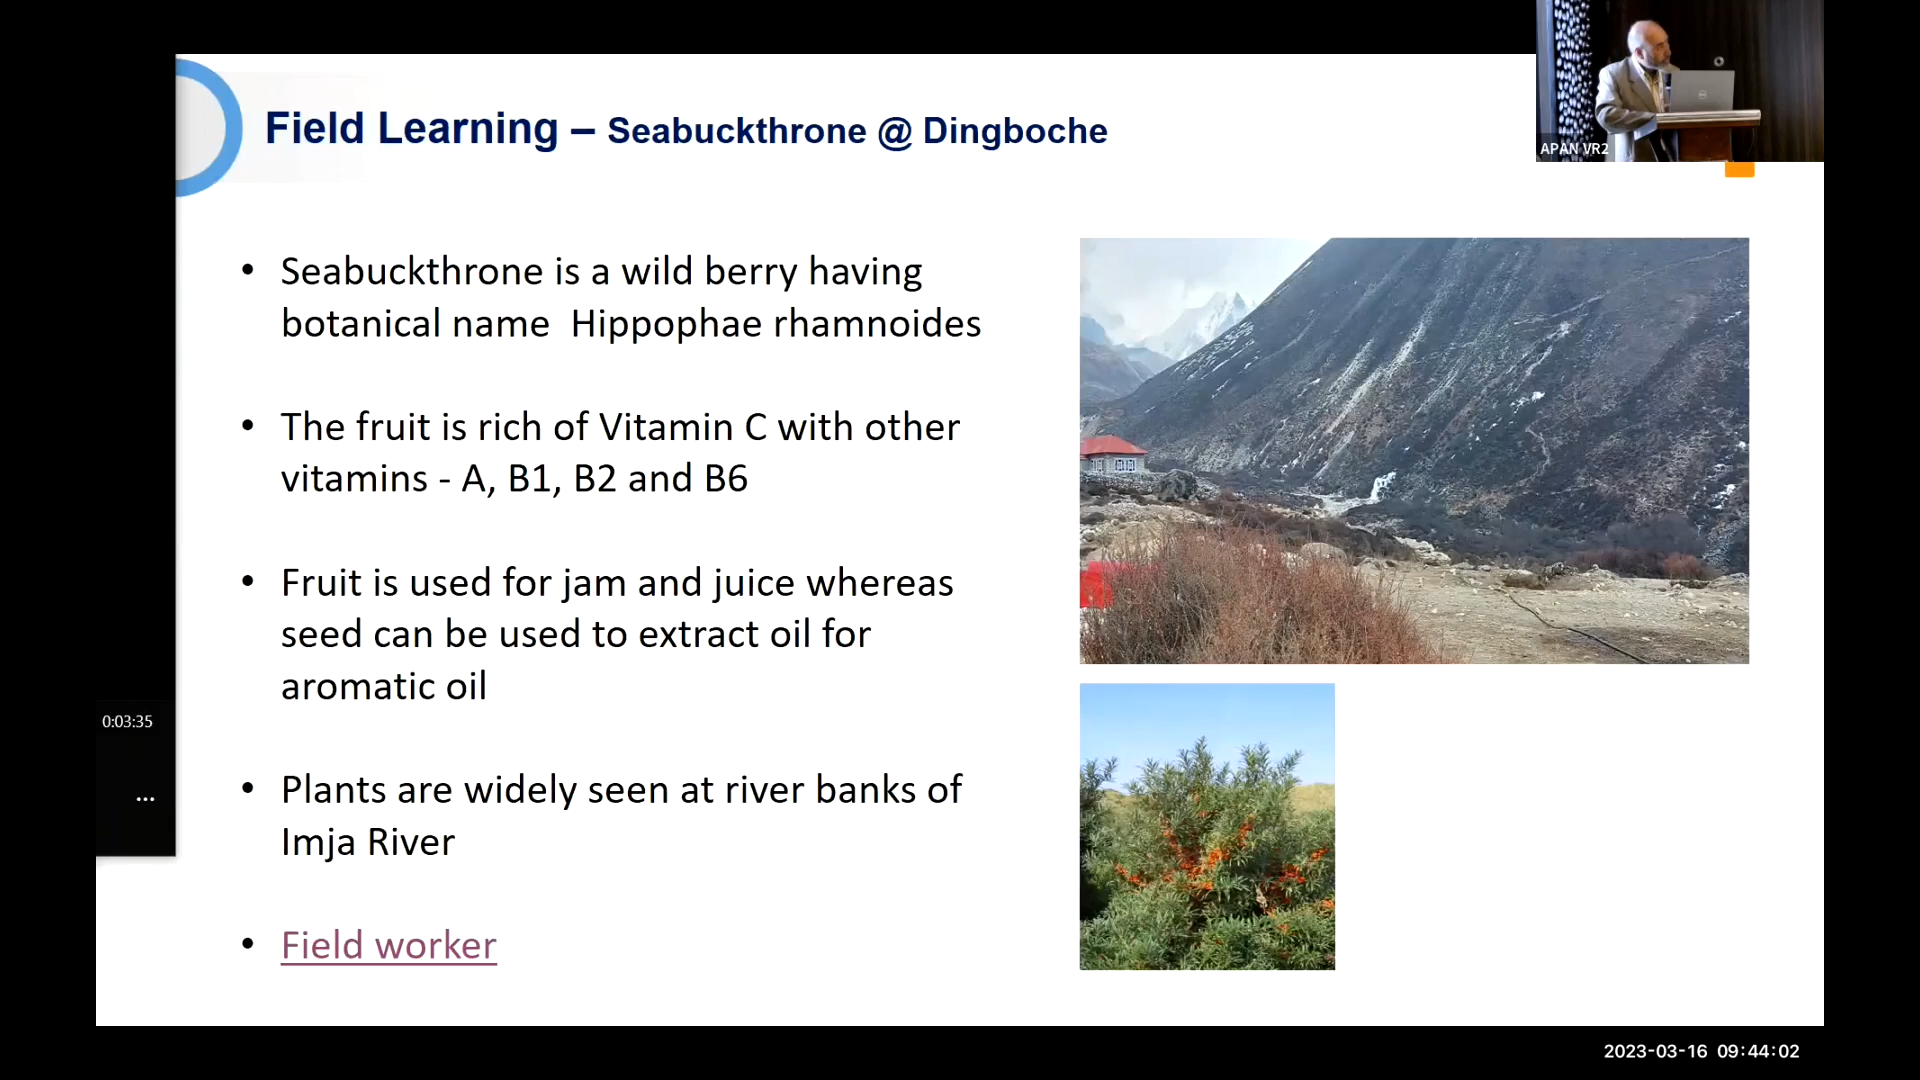 Field Learning – Seabuckthrone @ Dingboche
APAN VR2
• Seabuckthrone is a wild berry having
botanical name Hippophae rhamnoides
• The fruit is rich of Vitamin C with other
vitamins - A, B1, B2 and B6
• Fruit is used for jam and juice whereas
seed can be used to extract oil for
aromatic oil
0:03:35
...
• Plants are widely seen at river banks of
Imja River
• Field worker
2023-03-16 09:44:02